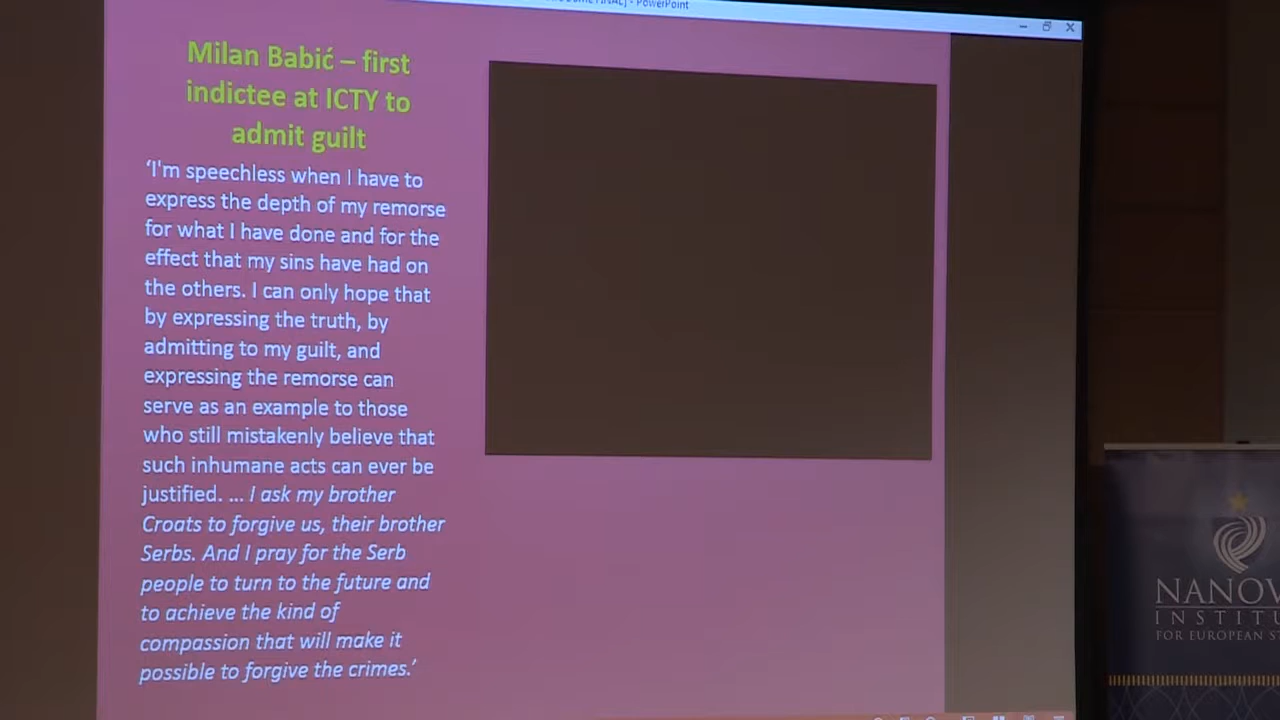 PowerPoint
Milan Babić – first
indictee at ICTY to
admit guilt
‘I'm speechless when I have to
express the depth of my remorse
for what I have done and for the
effect that my sins have had on
the others. I can only hope that
by expressing the truth, by
admitting to my guilt, and
expressing the remorse can
serve as an example to those
who still mistakenly believe that
such inhumane acts can ever be
justified. ... I ask my brother
Croats to forgive us, their brother
Serbs. And I pray for the Serb
people to turn to the future and
to achieve the kind of
compassion that will make it
possible to forgive the crimes.’
NANOV
INSTITU
FOR EUROPEAN S